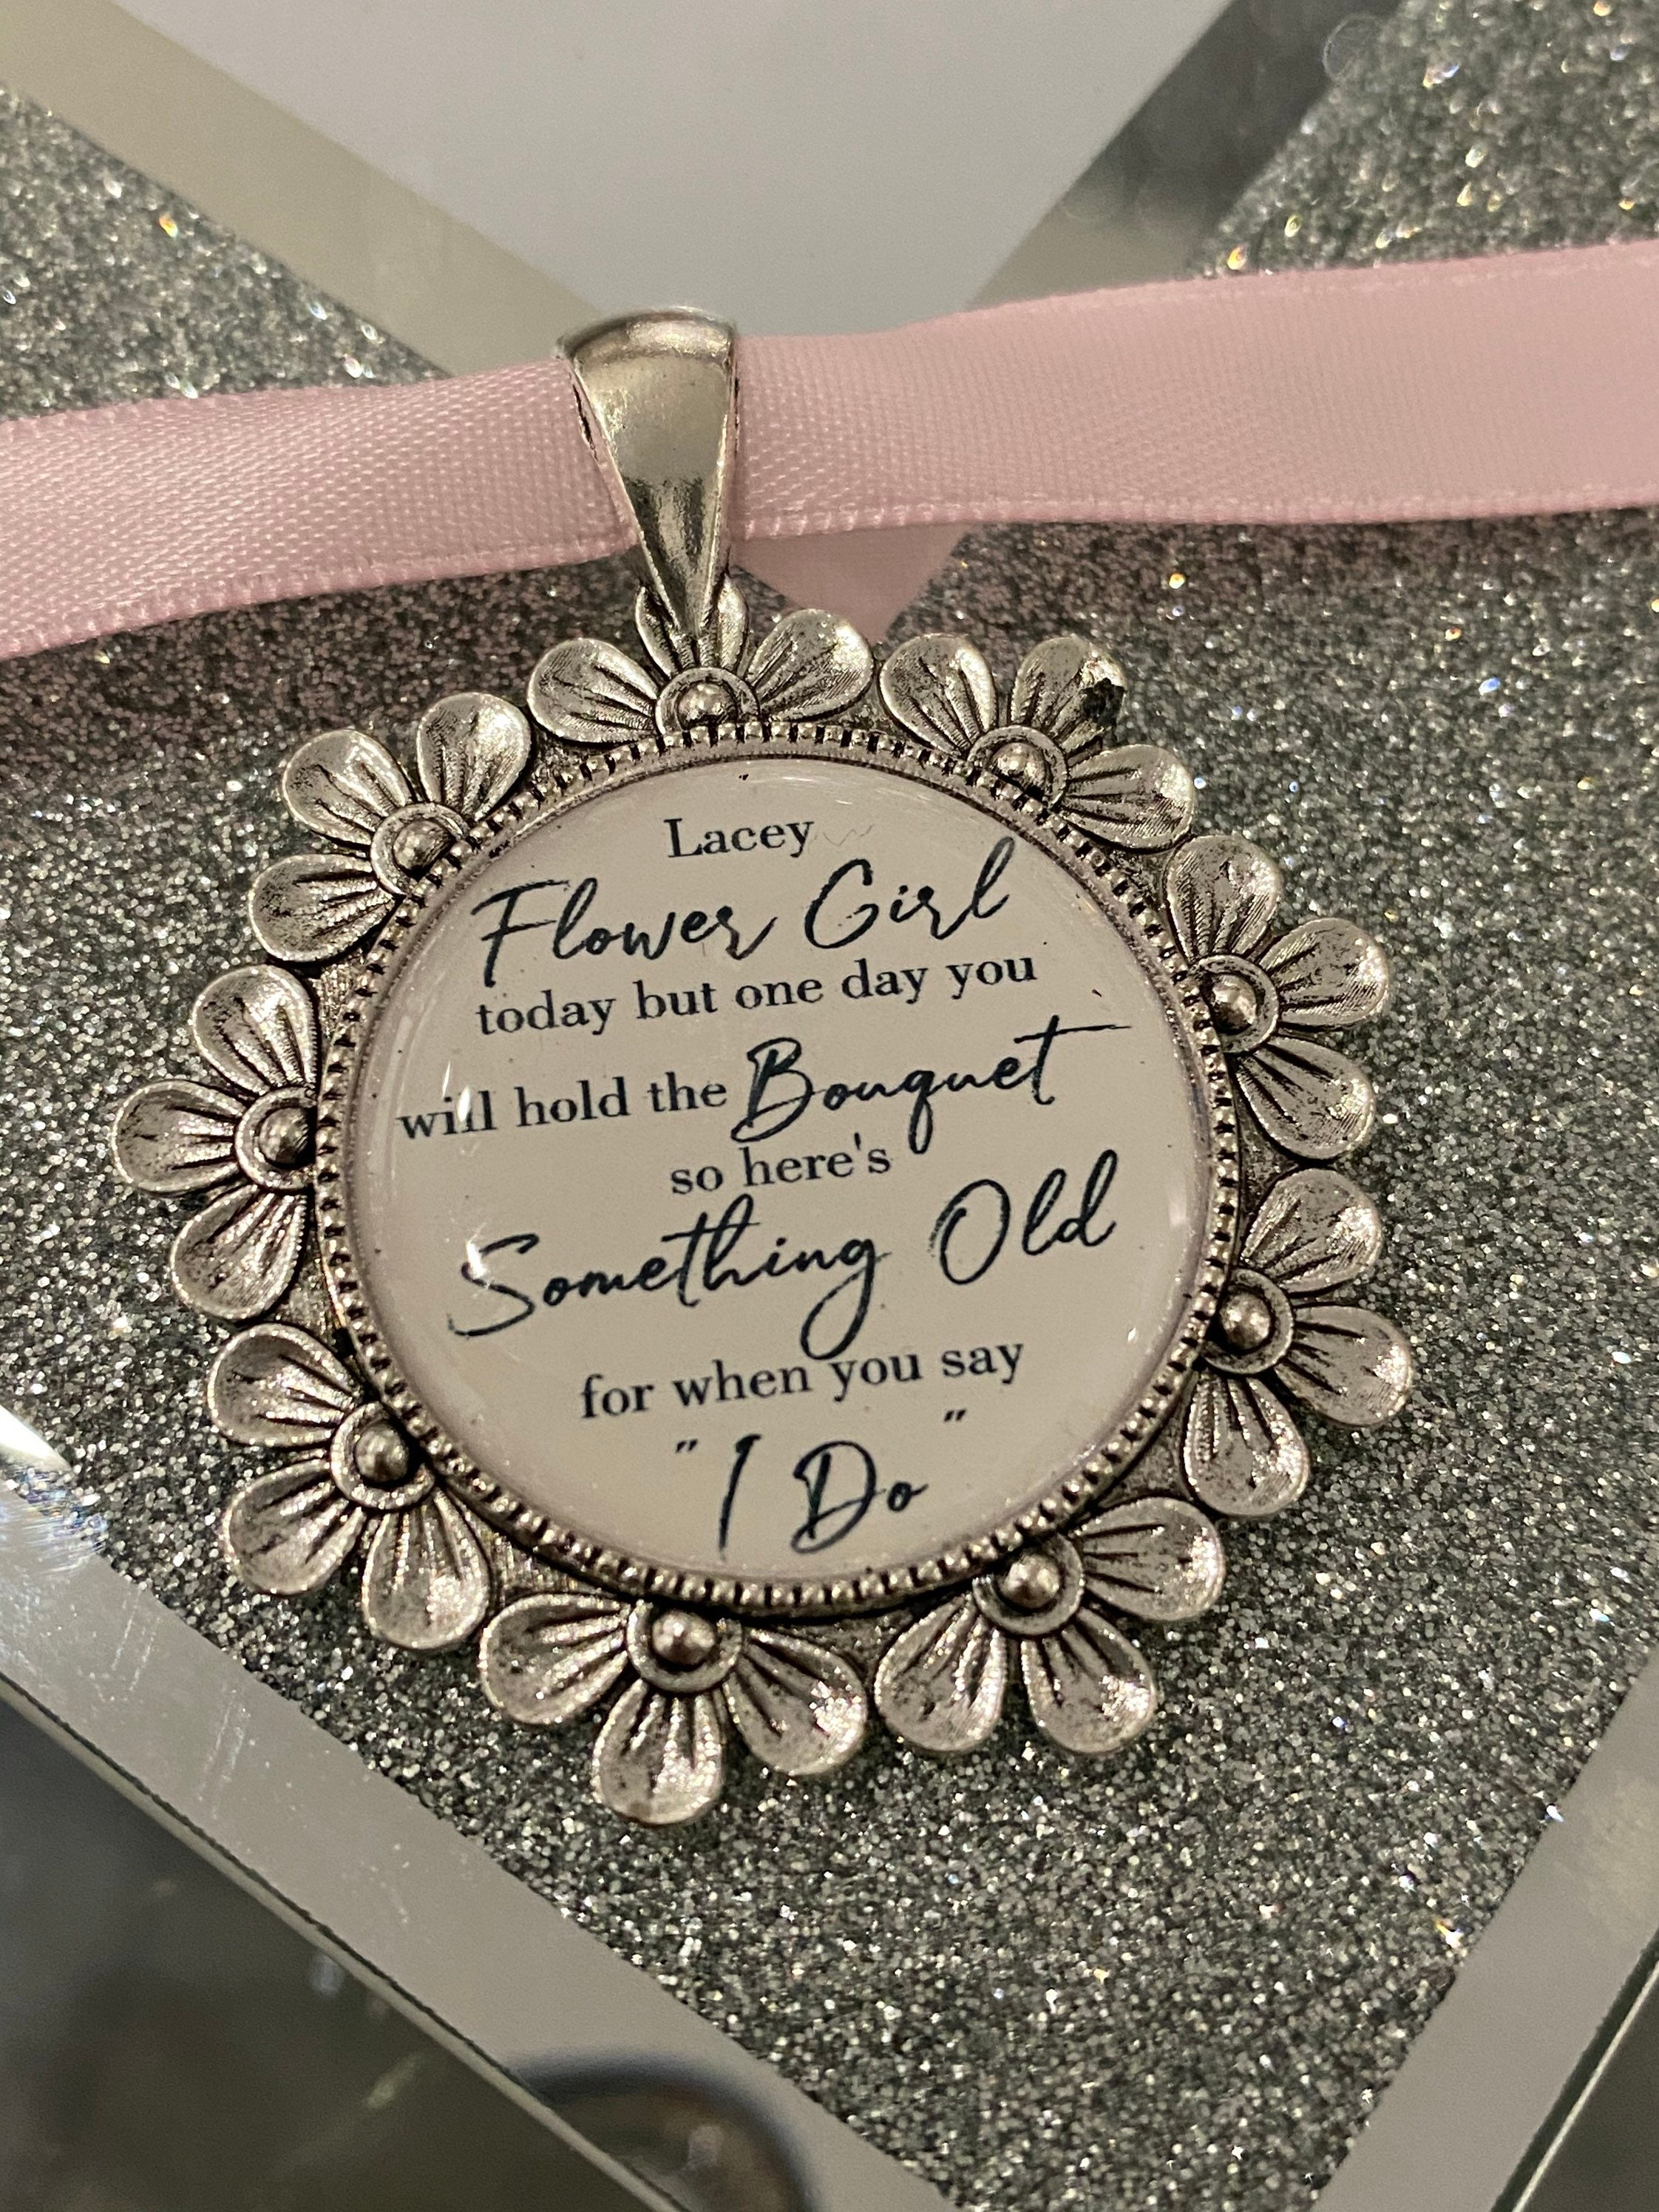 Lacey
Flower Girl
today but one day you
will hold the Bouquet
so here's
Something Old
for when you say
"I Do"